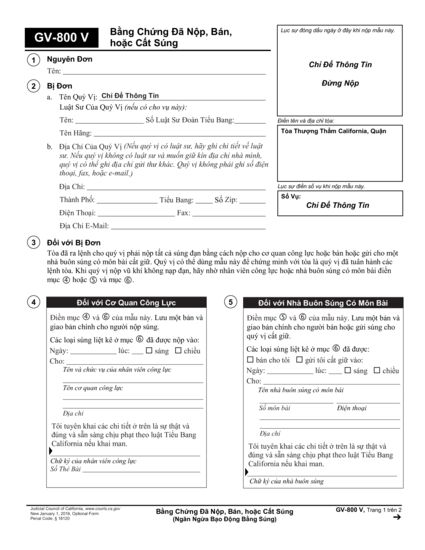 GV-800 V
Bằng Chứng Đã Nộp, Bán,
hoặc Cất Súng
Lục sự đóng dấu ngày ở đây khi nộp mẫu này.
Chỉ Để Thông Tin
Đừng Nộp
Điền tên và địa chỉ tòa:
Tòa Thượng Thẩm California, Quận
Lục sự điền số vụ khi nộp mẫu này.
Số Vụ:
Chỉ Để Thông Tin
1 Nguyên Đơn
Tên:
2 Bị Đơn
a. Tên Quý Vị: Chỉ Để Thông Tin
Luật Sư Của Quý Vị (nếu có cho vụ này):
Tên: Số Luật Sư Đoàn Tiểu Bang:
Tên Hãng:
b. Địa Chỉ Của Quý Vị (Nếu quý vị có luật sư, hãy ghi chi tiết về luật
sư. Nếu quý vị không có luật sư và muốn giữ kín địa chỉ nhà mình,
quý vị có thể ghi địa chỉ gửi thư khác. Quý vị không phải ghi số điện
thoại, fax, hoặc e-mail.)
Địa Chỉ:
Thành Phố: Tiểu Bang: Số Zip:
Điện Thoại: Fax:
Địa Chỉ E-Mail:
3 Đối với Bị Đơn
Tòa đã ra lệnh cho quý vị phải nộp tất cả súng đạn bằng cách nộp cho cơ quan công lực hoặc bán hoặc gửi cho một
nhà buôn súng có môn bài cất giữ. Quý vị có thể dùng mẫu này để chứng minh với tòa là quý vị đã tuân hành các
lệnh tòa. Khi quý vị nộp vũ khí không nạp đạn, hãy nhờ nhân viên công lực hoặc nhà buôn súng có môn bài điền
mục ④ hoặc ⑤ và mục ⑥.
4 Đối với Cơ Quan Công Lực
Điền mục ④ và ⑥ của mẫu này. Lưu một bản và
giao bản chính cho người nộp súng.
Các loại súng liệt kê ở mục ⑥ đã được nộp vào:
Ngày: lúc: ☐ sáng ☐ chiều
Cho:
Tên và chức vụ của nhân viên công lực
Tên cơ quan công lực
Địa chỉ
Tôi tuyên khai các chi tiết ở trên là sự thật và
đúng và sẵn sàng chịu phạt theo luật Tiểu Bang
California nếu khai man.
Chữ ký của nhân viên công lực
Số Thẻ Bài
5 Đối với Nhà Buôn Súng Có Môn Bài
Điền mục ⑤ và ⑥ của mẫu này. Lưu một bản và
giao bản chính cho người bán hoặc gửi súng cho
quý vị cất giữ.
Các loại súng liệt kê ở mục ⑥ đã được:
☐ bán cho tôi ☐ gửi tôi cất giữ vào:
Ngày: lúc: ☐ sáng ☐ chiều
Cho:
Tên nhà buôn súng có môn bài
Số môn bài Điện thoại
Địa chỉ
Tôi tuyên khai các chi tiết ở trên là sự thật và
đúng và sẵn sàng chịu phạt theo luật Tiểu Bang
California nếu khai man.
Chữ ký của nhà buôn súng
Judicial Council of California, www.courts.ca.gov
New January 1, 2016, Optional Form
Penal Code, § 18120
Bằng Chứng Đã Nộp, Bán, hoặc Cất Súng
(Ngăn Ngừa Bạo Động Bằng Súng)
GV-800 V, Trang 1 trên 2
→